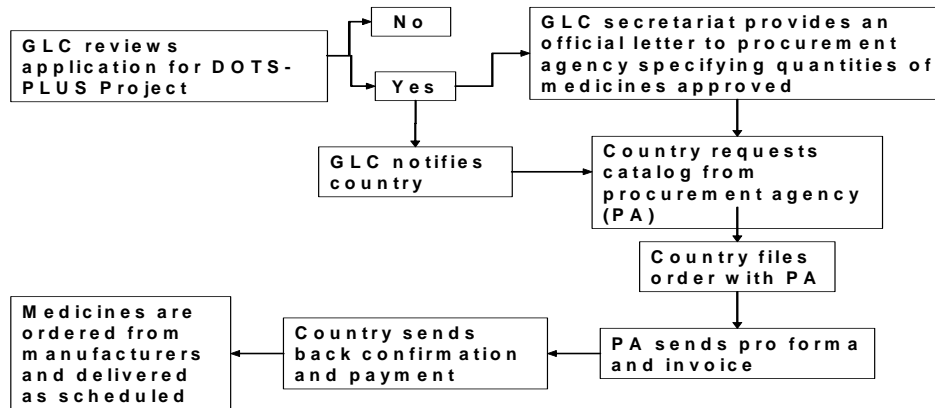 No
GLC reviews
application for DOTS-
PLUS Project
Yes
GLC secretariat provides an
official letter to procurement
agency specifying quantities of
medicines approved
GLC notifies
country
Country requests
catalog from
procurement agency
(PA)
Country files
order with PA
PA sends pro forma
and invoice
Country sends
back confirmation
and payment
Medicines are
ordered from
manufacturers
and delivered
as scheduled